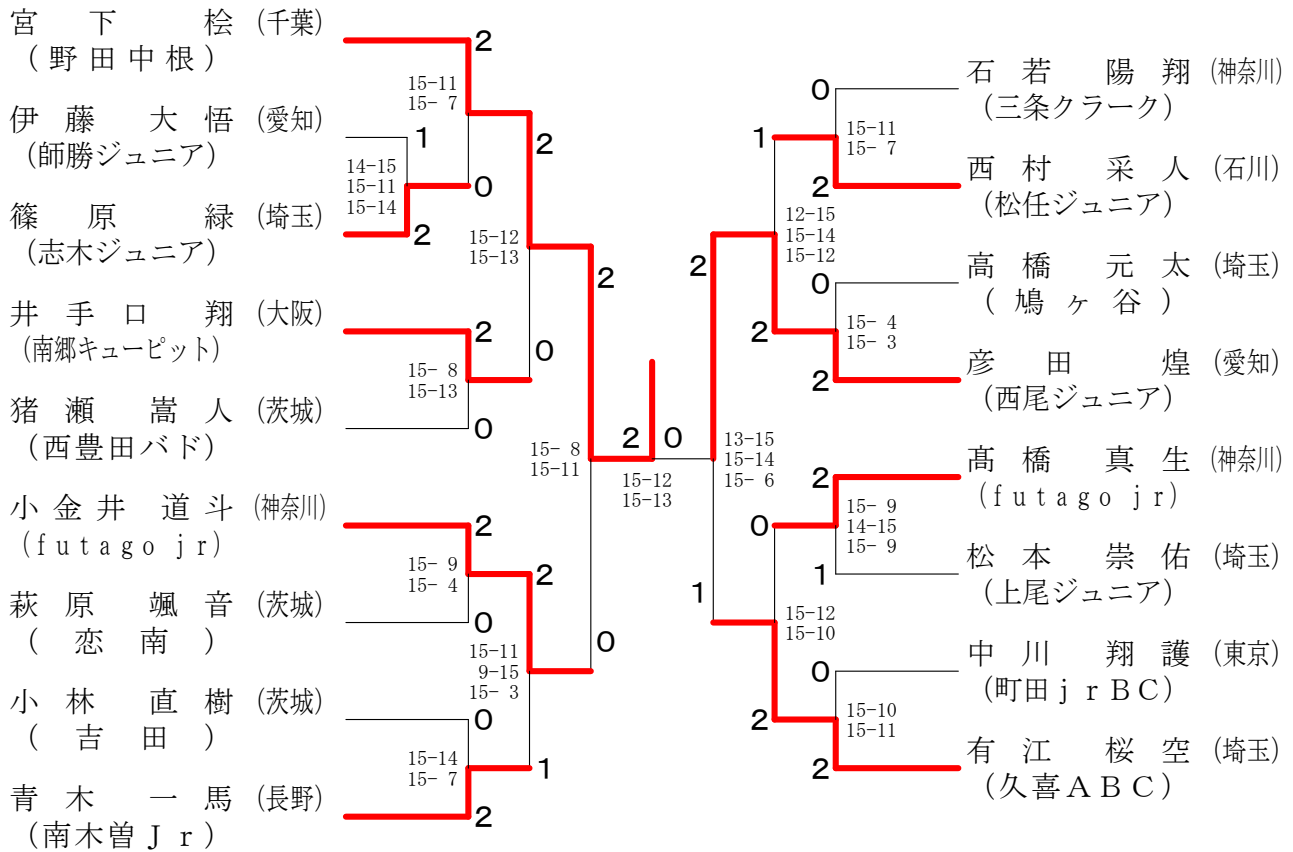 宮下 桧 (千葉)
(野田中根)
伊藤 大悟 (愛知)
(師勝ジュニア)
篠原 緑 (埼玉)
(志木ジュニア)
井手口 翔 (大阪)
(南郷キューピット)
猪瀬 嵩人 (茨城)
(西豊田バド)
小金井 道斗 (神奈川)
(futago jr)
萩原 颯音 (茨城)
(恋南)
小林 直樹 (茨城)
(吉田)
青木 一馬 (長野)
(南木曽Jr)
2
15-11
15- 7
1
14-15
15-11
15-14
2
0
2
15-12
15-13
2
15- 8
15-13
0
0
2
15- 8
15-11
2
15- 9
15- 4
0
2
15-11
9-15
15- 3
0
15-14
15- 7
2
1
0
2
0
15-12
15-13
2
13-15
15-14
15- 6
1
1
12-15
15-14
15-12
2
0
15-12
15-10
2
0
15-11
15- 7
2
0
15- 4
15- 3
2
2
15- 9
14-15
15- 9
1
0
15-10
15-11
2
石若 陽翔 (神奈川)
(三条クラーク)
西村 采人 (石川)
(松任ジュニア)
高橋 元太 (埼玉)
(鳩ヶ谷)
彦田 煌 (愛知)
(西尾ジュニア)
髙橋 真生 (神奈川)
(futago jr)
松本 崇佑 (埼玉)
(上尾ジュニア)
中川 翔護 (東京)
(町田jrBC)
有江 桜空 (埼玉)
(久喜ABC)